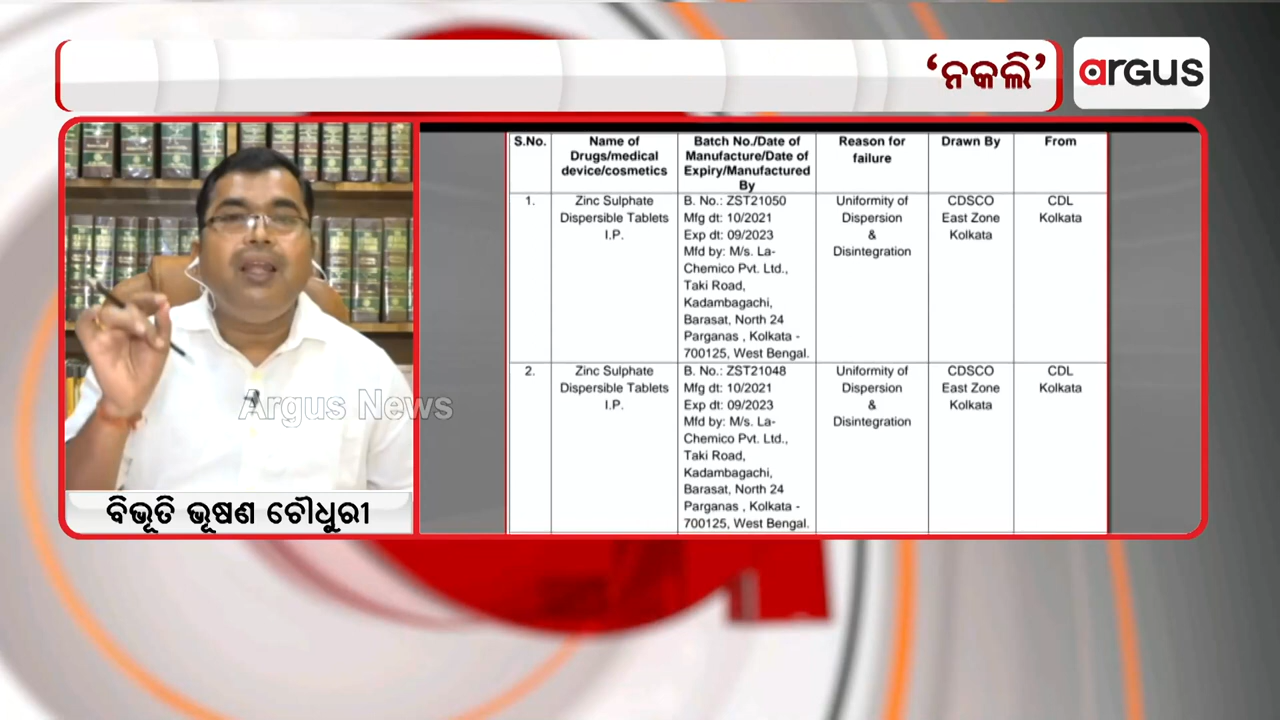 ‘ନକଲି’
argus
S.No.
Name of
Drugs/medical
device/cosmetics
Batch No./Date of
Manufacture/Date of
Expiry/Manufactured
By
Reason for
failure
Drawn By
From
1.
Zinc Sulphate
Dispersible Tablets
I.P.
B. No.: ZST21050
Mfg dt: 10/2021
Exp dt: 09/2023
Mfd by: M/s. La-
Chemico Pvt. Ltd.,
Taki Road,
Kadambagachi,
Barasat, North 24
Parganas , Kolkata -
700125, West Bengal.
Uniformity of
Dispersion
&
Disintegration
CDSCO
East Zone
Kolkata
CDL
Kolkata
2.
Zinc Sulphate
Dispersible Tablets
I.P.
B. No.: ZST21048
Mfg dt: 10/2021
Exp dt: 09/2023
Mfd by: M/s. La-
Chemico Pvt. Ltd.,
Taki Road,
Kadambagachi,
Barasat, North 24
Parganas , Kolkata -
700125, West Bengal.
Uniformity of
Dispersion
&
Disintegration
CDSCO
East Zone
Kolkata
CDL
Kolkata
Argus News
ବିଭୂତି ଭୂଷଣ ଚୌଧୁରୀ